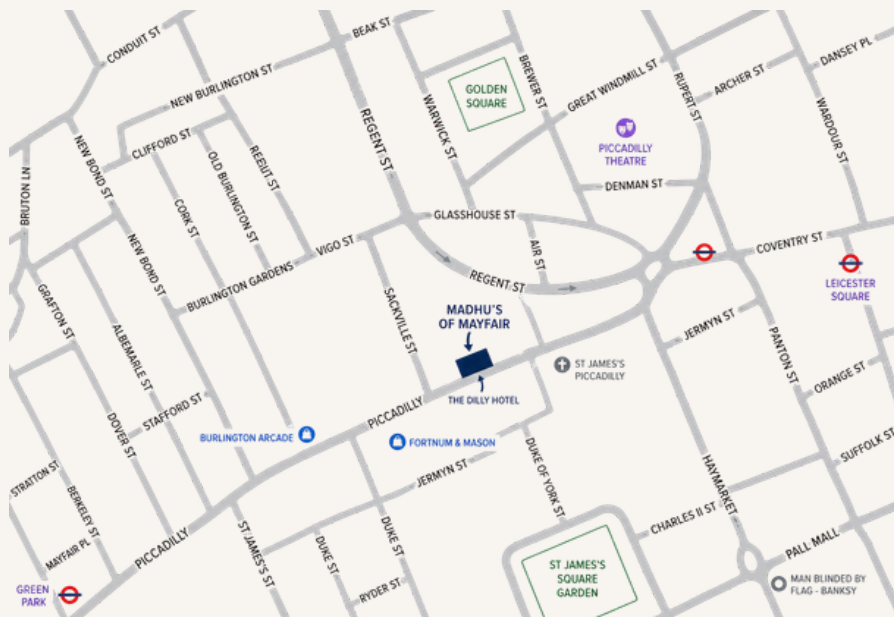 CONDUIT ST
BEAK ST
NEW BURLINGTON ST
BREWER ST
DANSEY PL
GOLDEN
SQUARE
GREAT WINDMILL ST
RUPERT ST
ARCHER ST
WARDOUR ST
WARWICK ST
REGENT ST
PICCADILLY
THEATRE
CLIFFORD ST
NEW BOND ST
OLD BURLINGTON ST
BRUTON LN
CORK ST
DENMAN ST
GLASSHOUSE ST
VIGO ST
AIR ST
COVENTRY ST
NEW BOND ST
BURLINGTON GARDENS
REGENT ST
LEICESTER
SQUARE
GRAFTON ST
ALBEMARLE ST
SACKVILLE ST
MADHU'S
OF MAYFAIR
JERMYN ST
PANTON ST
ST JAMES'S
PICCADILLY
ORANGE ST
THE DILLY HOTEL
DOVER ST
STAFFORD ST
PICCADILLY
BURLINGTON ARCADE
FORTNUM & MASON
SUFFOLK ST
JERMYN ST
DUKE OF YORK ST
HAYMARKET
STRATTON ST
BERKELEY ST
CHARLES II ST
MAYFAIR PL
PICCADILLY
ST JAMES'S ST
DUKE ST
DUKE ST
PALL MALL
ST JAMES'S
SQUARE
GARDEN
MAN BLINDED BY
FLAG - BANKSY
RYDER ST
GREEN
PARK